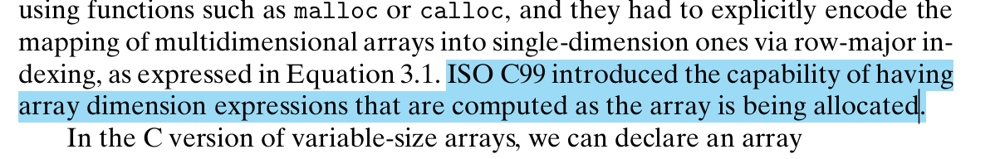 using functions such as malloc or calloc, and they had to explicitly encode the
mapping of multidimensional arrays into single-dimension ones via row-major in-
dexing, as expressed in Equation 3.1. ISO C99 introduced the capability of having
array dimension expressions that are computed as the array is being allocated.
In the C version of variable-size arrays, we can declare an array